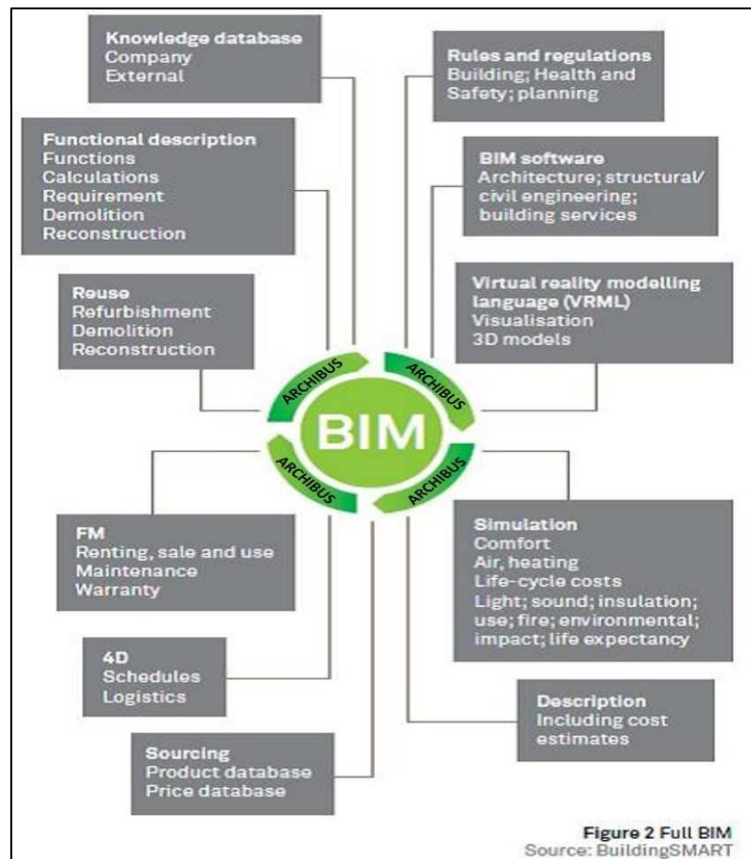 Knowledge database
Company
External
Rules and regulations
Building; Health and
Safety; planning
Functional description
Functions
Calculations
Requirement
Demolition
Reconstruction
BIM software
Architecture; structural/
civil engineering;
building services
Reuse
Refurbishment
Demolition
Reconstruction
Virtual reality modelling
language (VRML)
Visualisation
3D models
ARCHIBUS
ARCHIBUS
BIM
ARCHIBUS
ARCHIBUS
FM
Renting, sale and use
Maintenance
Warranty
Simulation
Comfort
Air, heating
Life-cycle costs
Light; sound; insulation;
use; fire; environmental;
impact; life expectancy
4D
Schedules
Logistics
Description
Including cost
estimates
Sourcing
Product database
Price database
Figure 2 Full BIM
Source: BuildingSMART